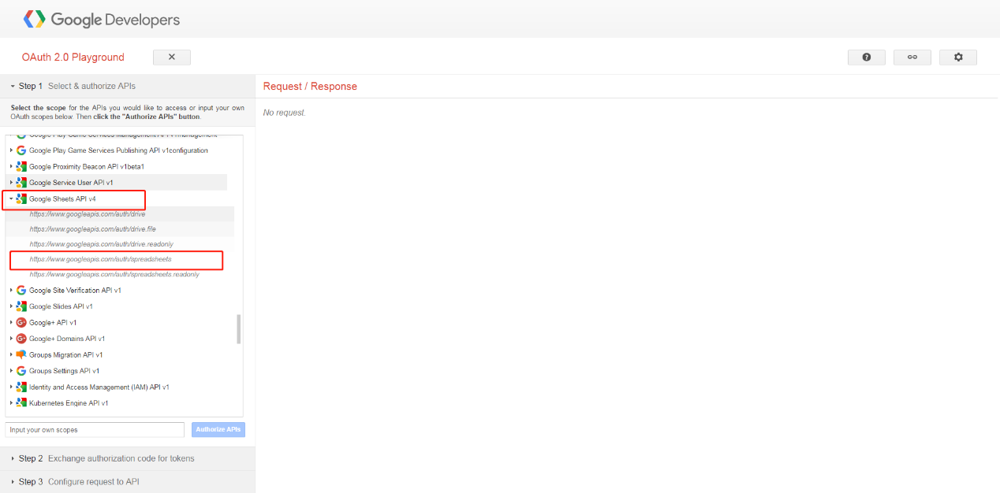 Google Developers
OAuth 2.0 Playground
Step 1 Select & authorize APIs
Select the scope for the APIs you would like to access or input your own
OAuth scopes below. Then click the "Authorize APIs" button.
Google Play Game Services Management API v1management
Google Play Game Services Publishing API v1configuration
Google Proximity Beacon API v1beta1
Google Service User API v1
Google Sheets API v4
https://www.googleapis.com/auth/drive
https://www.googleapis.com/auth/drive.file
https://www.googleapis.com/auth/drive.readonly
https://www.googleapis.com/auth/spreadsheets
https://www.googleapis.com/auth/spreadsheets.readonly
Google Site Verification API v1
Google Slides API v1
Google+ API v1
Google+ Domains API v1
Groups Migration API v1
Groups Settings API v1
Identity and Access Management (IAM) API v1
Kubernetes Engine API v1
Input your own scopes
Authorize APIs
Step 2 Exchange authorization code for tokens
Step 3 Configure request to API
Request / Response
No request.